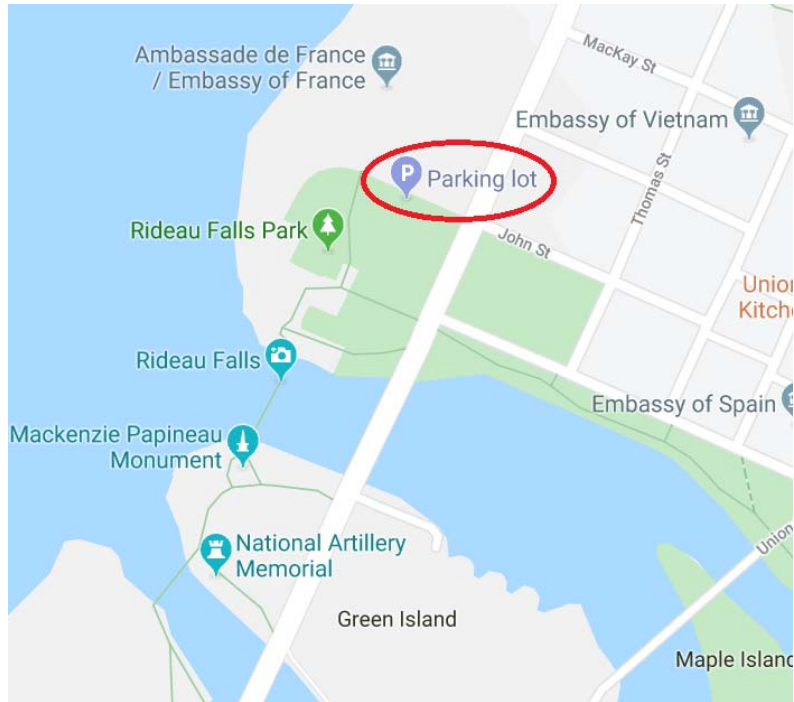 Ambassade de France
/ Embassy of France
MacKay St
Embassy of Vietnam
P
Parking lot
Thomas St
Rideau Falls Park
John St
Union
Kitche
Rideau Falls
Embassy of Spain
Mackenzie Papineau
Monument
Union
National Artillery
Memorial
Green Island
Maple Island